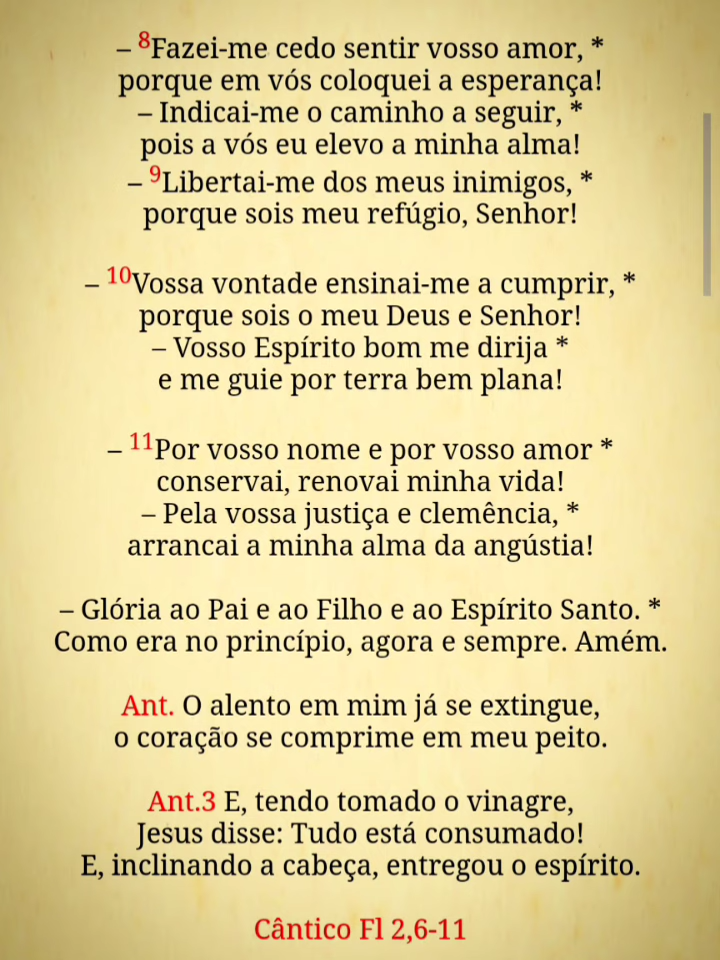 – 8Fazei-me cedo sentir vosso amor, *
porque em vós coloquei a esperança!
– Indicai-me o caminho a seguir, *
pois a vós eu elevo a minha alma!
– 9Libertai-me dos meus inimigos, *
porque sois meu refúgio, Senhor!
– 10Vossa vontade ensinai-me a cumprir, *
porque sois o meu Deus e Senhor!
– Vosso Espírito bom me dirija *
e me guie por terra bem plana!
– 11Por vosso nome e por vosso amor *
conservai, renovai minha vida!
– Pela vossa justiça e clemência, *
arrancai a minha alma da angústia!
– Glória ao Pai e ao Filho e ao Espírito Santo. *
Como era no princípio, agora e sempre. Amém.
Ant. O alento em mim já se extingue,
o coração se comprime em meu peito.
Ant.3 E, tendo tomado o vinagre,
Jesus disse: Tudo está consumado!
E, inclinando a cabeça, entregou o espírito.
Cântico Fl 2,6-11